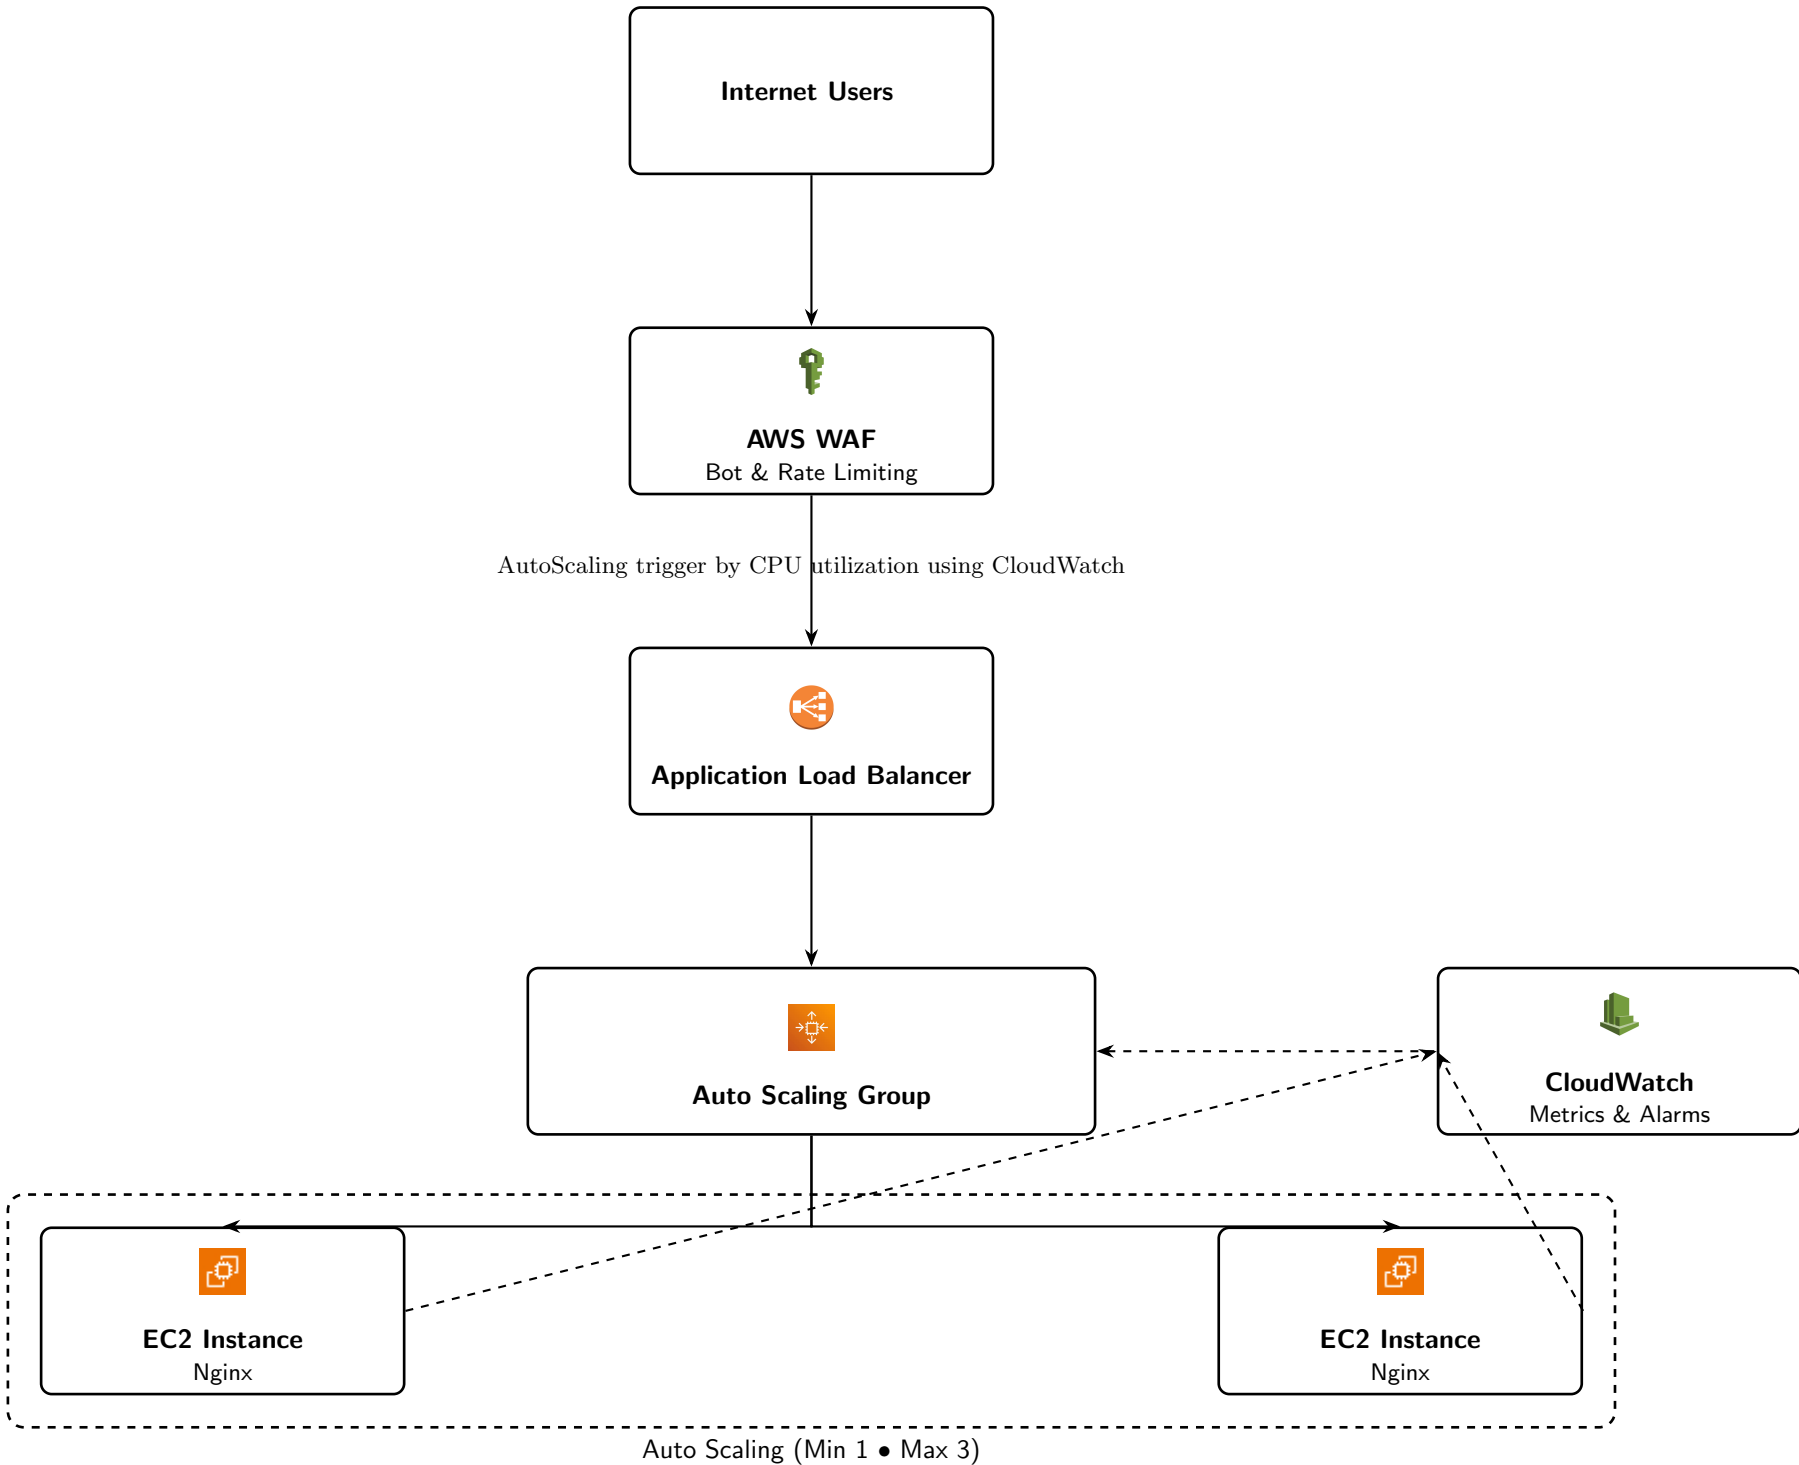 Internet Users
AWS WAF
Bot & Rate Limiting
AutoScaling trigger by CPU utilization using CloudWatch
Application Load Balancer
Auto Scaling Group
CloudWatch
Metrics & Alarms
EC2 Instance
Nginx
EC2 Instance
Nginx
Auto Scaling (Min 1 • Max 3)